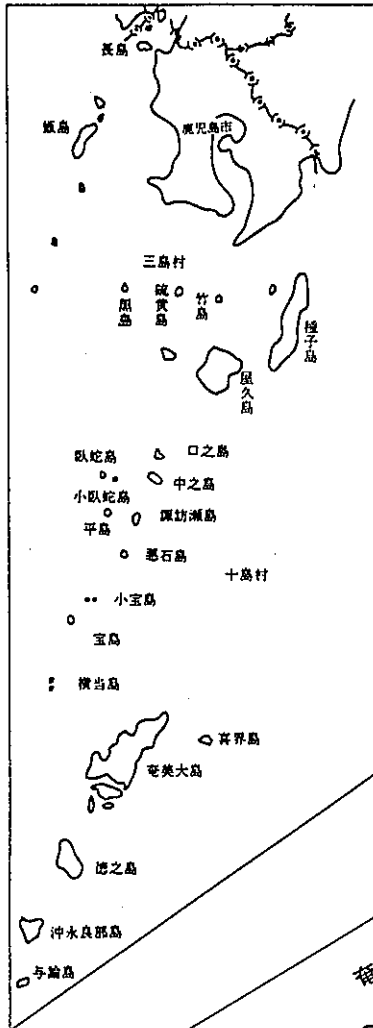 長島
甑島
鹿児島市
三島村
黒島
硫黄島
竹島
種子島
屋久島
臥蛇島
口之島
小臥蛇島
中之島
平島
諏訪瀬島
悪石島
十島村
小宝島
宝島
横当島
喜界島
奄美大島
徳之島
沖永良部島
与論島